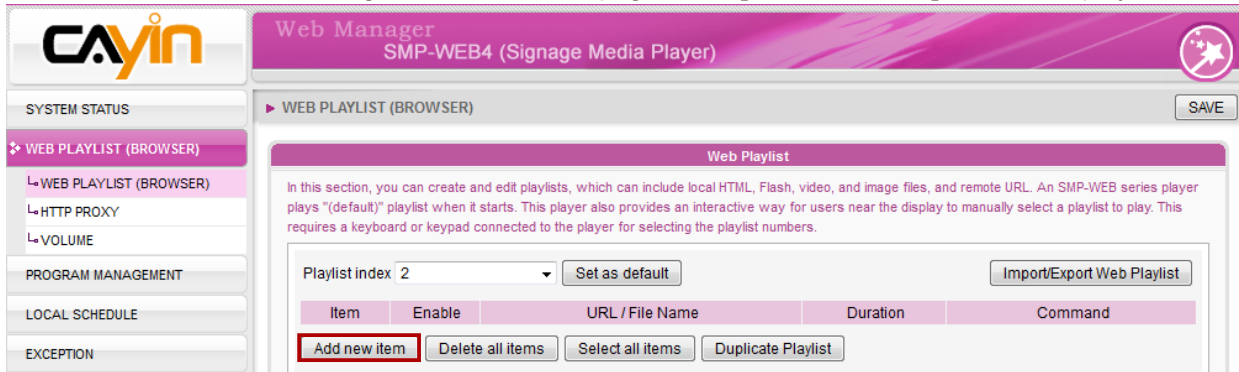 CAYIN
Web Manager
SMP-WEB4 (Signage Media Player)
SYSTEM STATUS
WEB PLAYLIST (BROWSER)
WEB PLAYLIST (BROWSER)
HTTP PROXY
VOLUME
PROGRAM MANAGEMENT
LOCAL SCHEDULE
EXCEPTION
WEB PLAYLIST (BROWSER)
SAVE
Web Playlist
In this section, you can create and edit playlists, which can include local HTML, Flash, video, and image files, and remote URL. An SMP-WEB series player
plays "(default)" playlist when it starts. This player also provides an interactive way for users near the display to manually select a playlist to play. This
requires a keyboard or keypad connected to the player for selecting the playlist numbers.
Playlist index 2 Set as default Import/Export Web Playlist
Item Enable URL / File Name Duration Command
Add new item Delete all items Select all items Duplicate Playlist